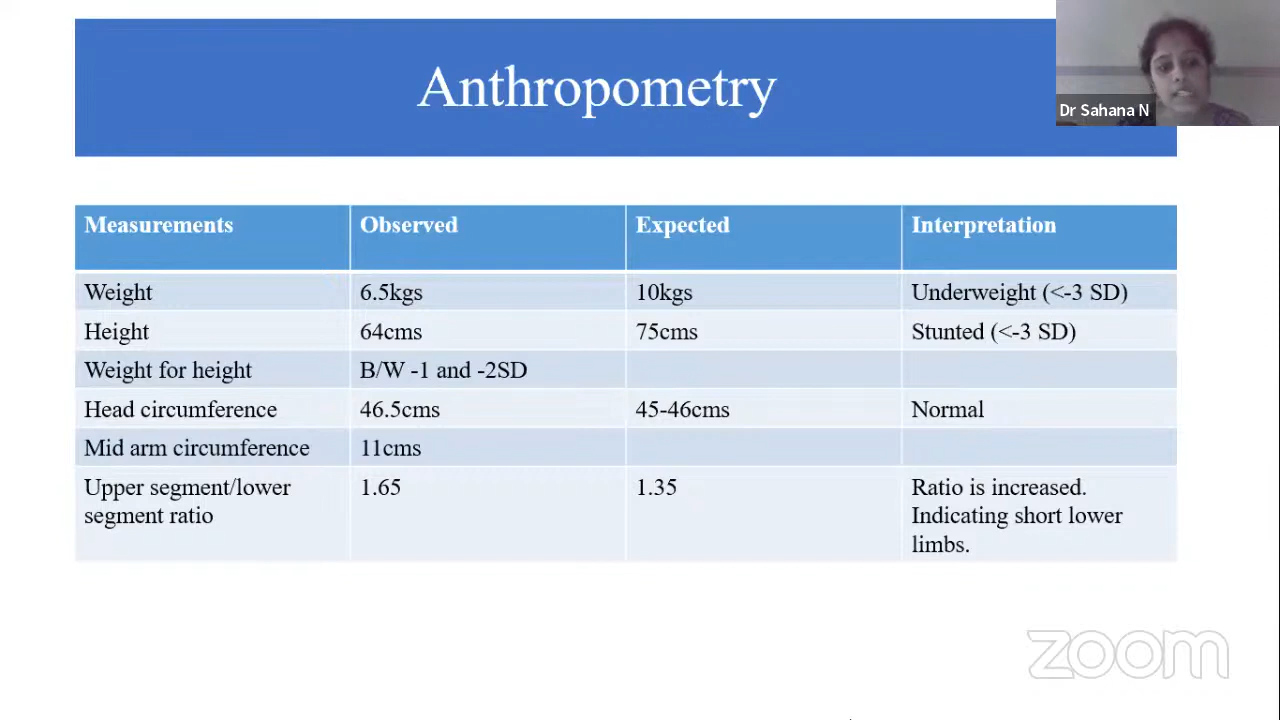 Anthropometry
Dr Sahana N
Measurements Observed Expected Interpretation
Weight 6.5kgs 10kgs Underweight (<-3 SD)
Height 64cms 75cms Stunted (<-3 SD)
Weight for height B/W -1 and -2SD
Head circumference 46.5cms 45-46cms Normal
Mid arm circumference 11cms
Upper segment/lower 1.65 1.35 Ratio is increased.
segment ratio Indicating short lower
limbs.
zoom